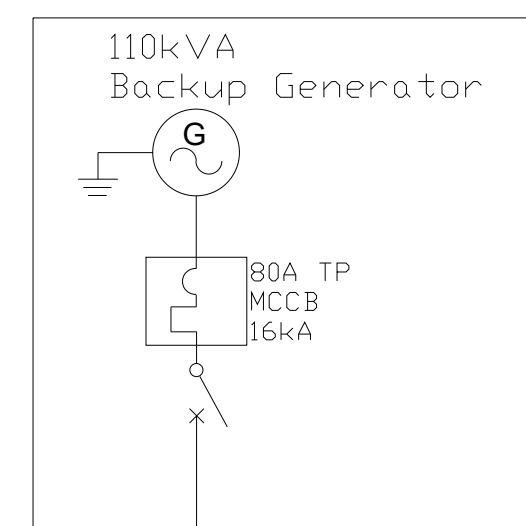 110kVA
Backup Generator
G
80A TP
MCCB
16kA